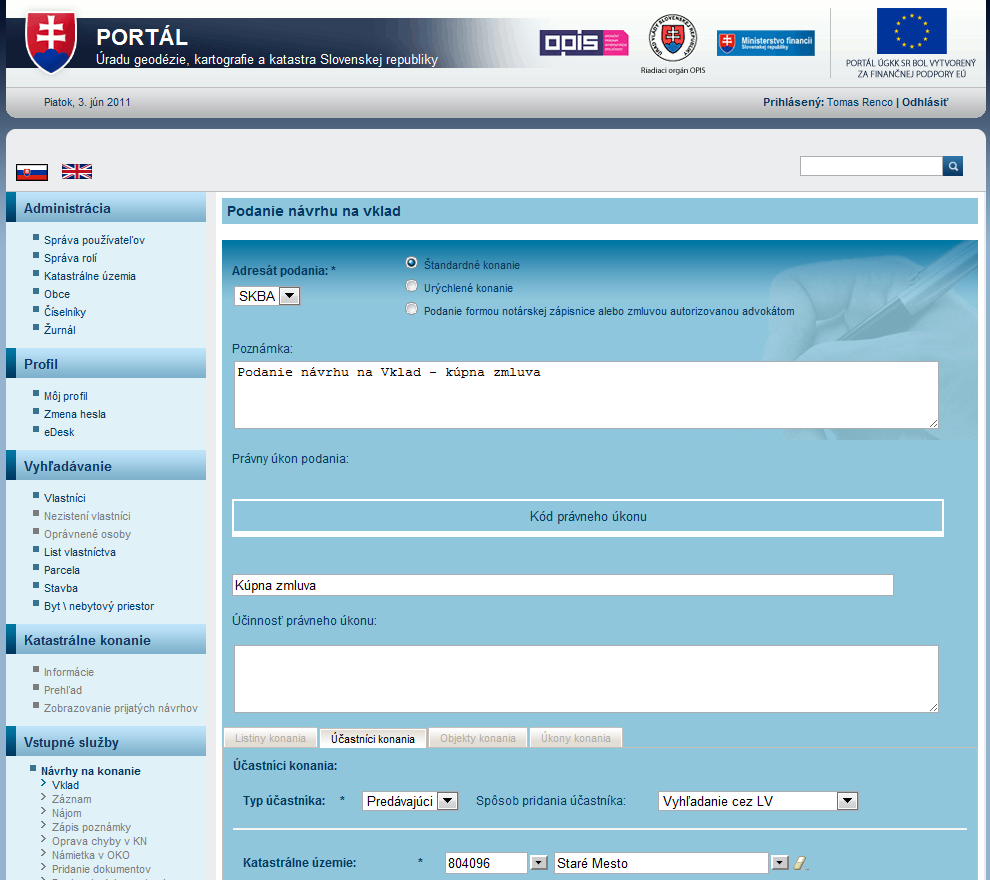 PORTÁL
Úradu geodézie, kartografie a katastra Slovenskej republiky
opis
Riadiaci orgán OPIS
Ministerstvo financií
Slovenskej republiky
PORTÁL ÚGKK SR BOL VYTVORENÝ
ZA FINANČNEJ PODPORY EÚ
Piatok, 3. jún 2011
Prihlásený: Tomas Renco | Odhlásiť
Administrácia
Správa používateľov
Správa rolí
Katastrálne územia
Obce
Číselníky
Žurnál
Profil
Môj profil
Zmena hesla
eDesk
Vyhľadávanie
Vlastníci
Nezistení vlastníci
Oprávnené osoby
List vlastníctva
Parcela
Stavba
Byt \ nebytový priestor
Katastrálne konanie
Informácie
Prehľad
Zobrazovanie prijatých návrhov
Vstupné služby
Návrhy na konanie
Vklad
Záznam
Nájom
Zápis poznámky
Oprava chyby v KN
Námietka v OKO
Pridanie dokumentov
Podanie návrhu na vklad
Adresát podania: *
SKBA
Štandardné konanie
Urýchlené konanie
Podanie formou notárskej zápisnice alebo zmluvou autorizovanou advokátom
Poznámka:
Podanie návrhu na Vklad – kúpna zmluva
Právny úkon podania:
Kód právneho úkonu
Kúpna zmluva
Účinnosť právneho úkonu:
Listiny konania
Účastníci konania
Objekty konania
Úkony konania
Účastníci konania:
Typ účastníka: *
Predávajúci
Spôsob pridania účastníka:
Vyhľadanie cez LV
Katastrálne územie: *
804096
Staré Mesto